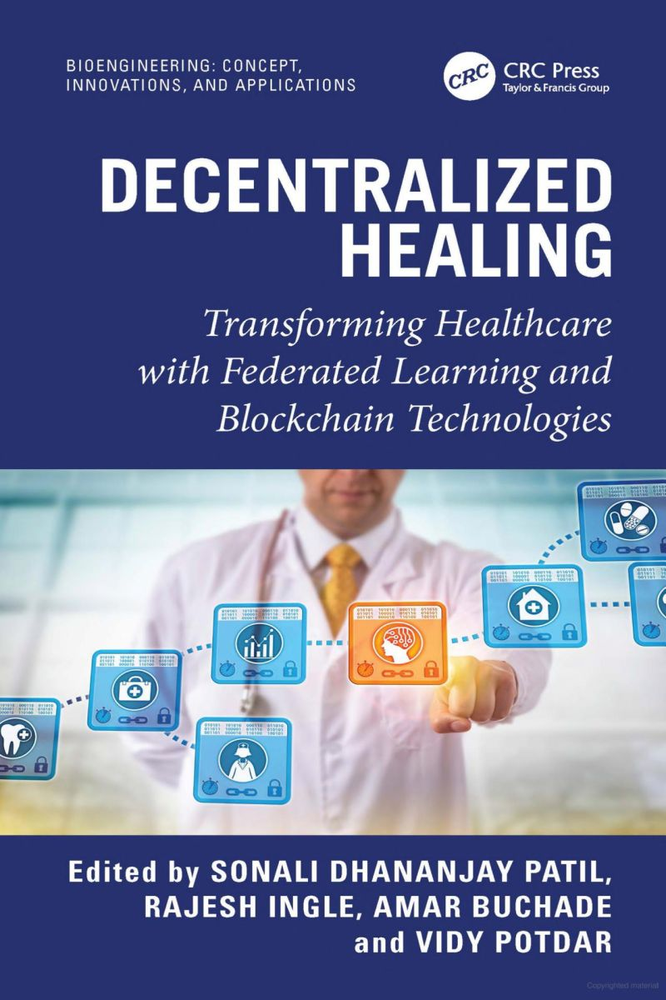 BIOENGINEERING: CONCEPT,
INNOVATIONS, AND APPLICATIONS
CRC
CRC Press
Taylor & Francis Group
DECENTRALIZED
HEALING
Transforming Healthcare
with Federated Learning and
Blockchain Technologies
Edited by SONALI DHANANJAY PATIL,
RAJESH INGLE, AMAR BUCHADE
and VIDY POTDAR
Copyrighted material